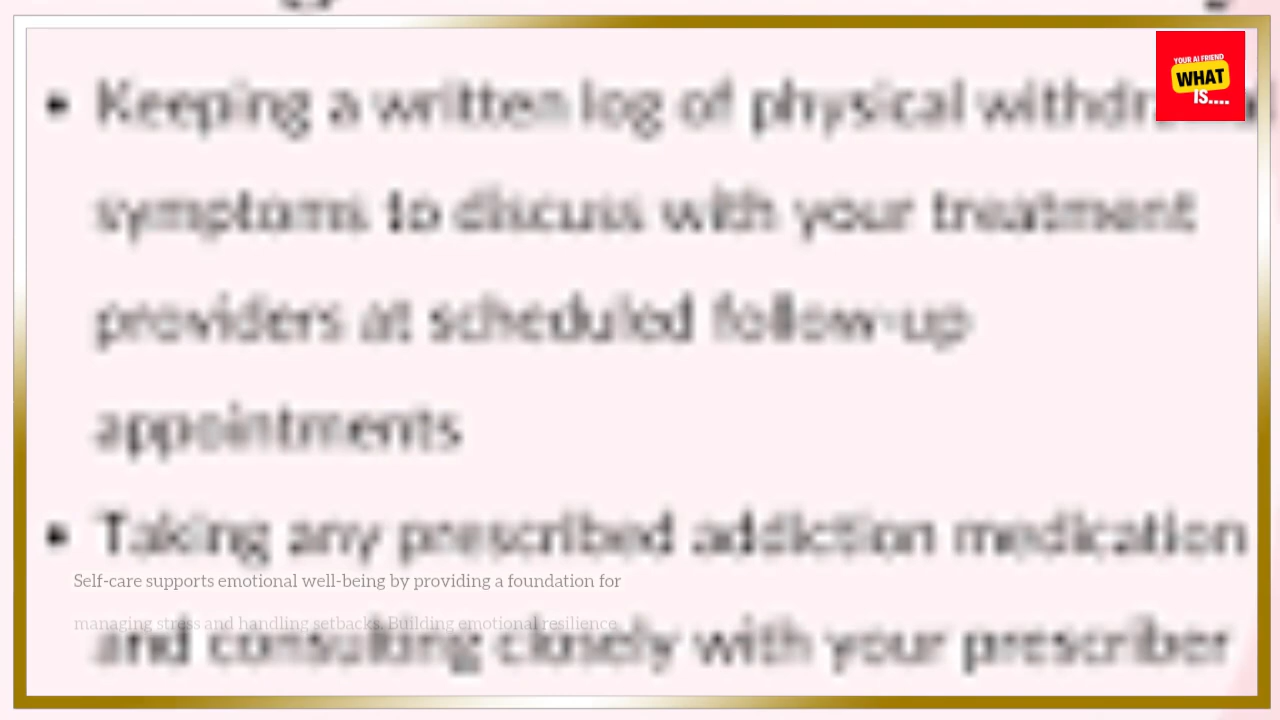 YOUR AI FRIEND
WHAT
IS....
• Keeping a written log of physical
symptoms to discuss with your treatment
providers at scheduled follow-up
appointments
• Taking any prescribed addiction medication
Self-care supports emotional well-being by providing a foundation for
managing stress and handling setbacks. Building emotional resilience
and consulting closely with your prescriber